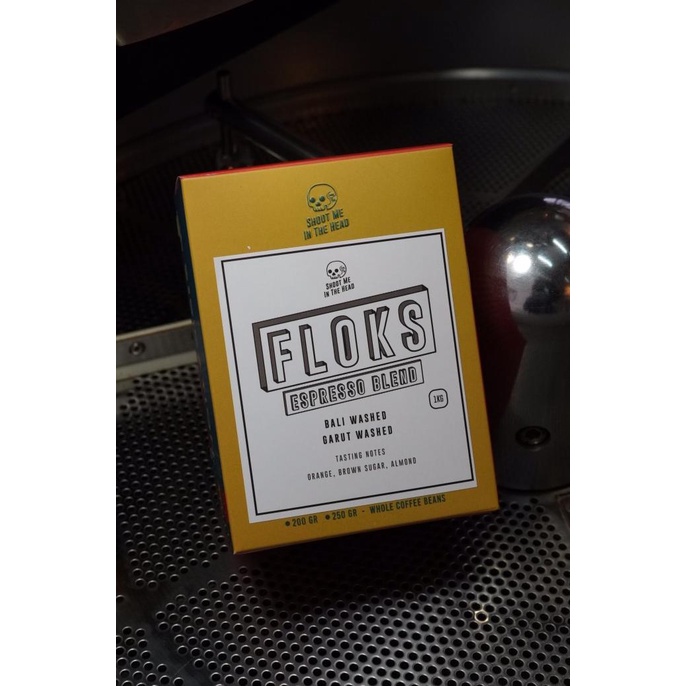 SHOOT ME
IN THE HEAD
SHOOT ME
IN THE HEAD
FLOKS
ESPRESSO BLEND
1KG
BALI WASHED
GARUT WASHED
TASTING NOTES
ORANGE, BROWN SUGAR, ALMOND
200 GR 250 GR - WHOLE COFFEE BEANS